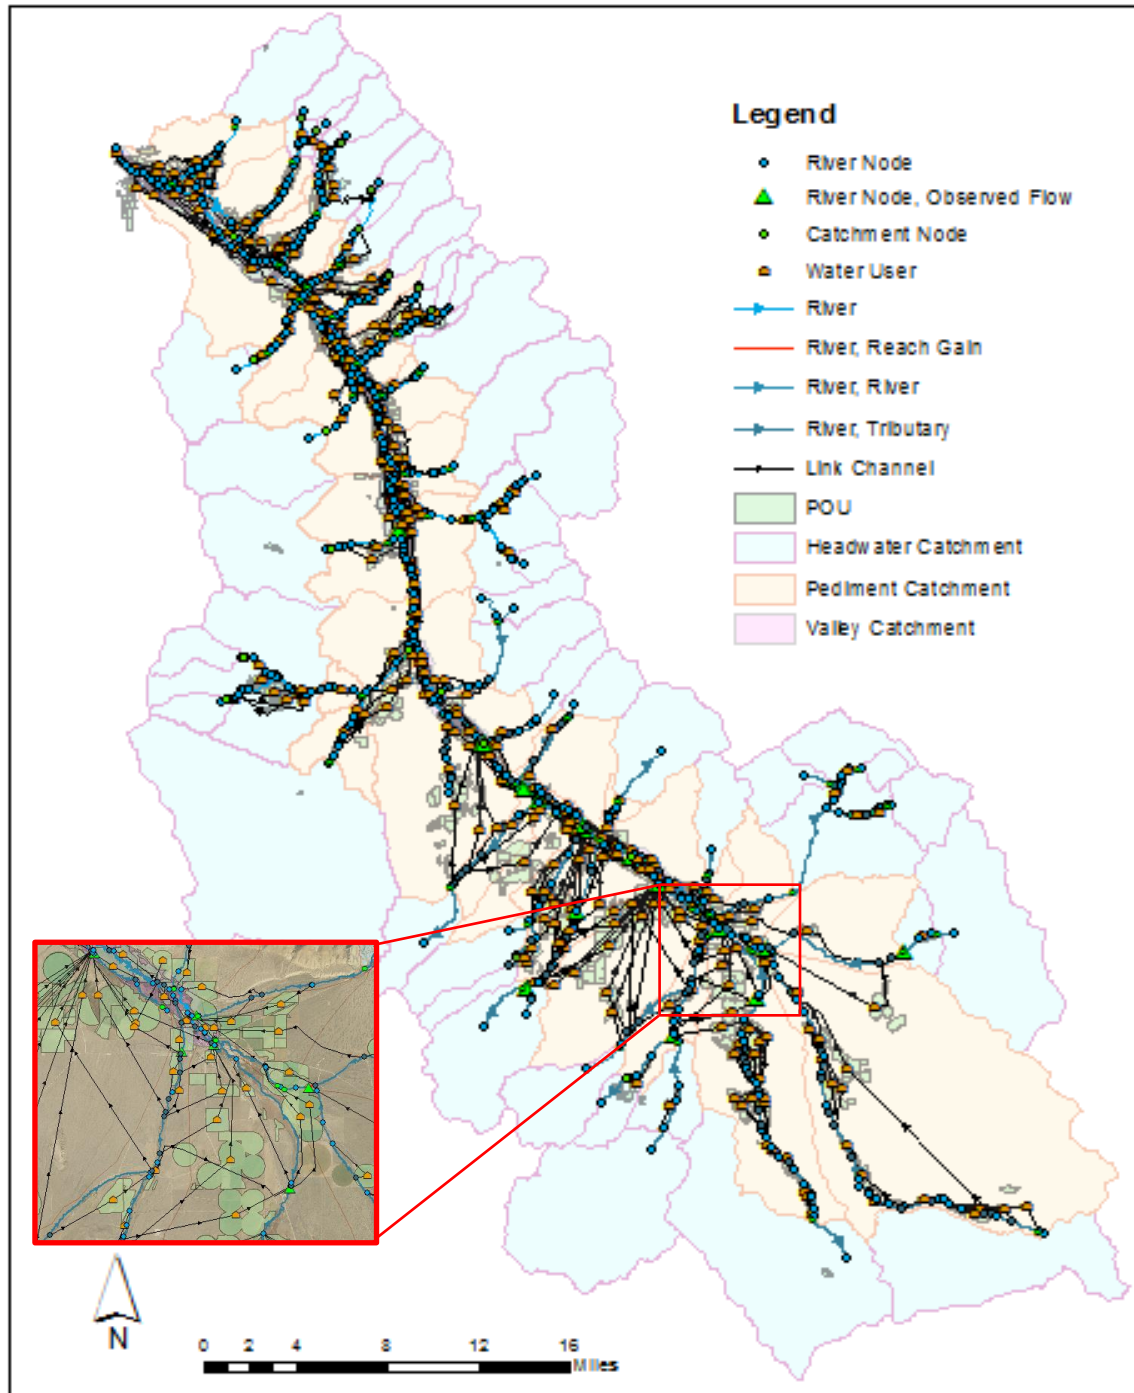 Legend
River Node
River Node, Observed Flow
Catchment Node
Water User
River
River, Reach Gain
River, River
River, Tributary
Link Channel
POU
Headwater Catchment
Pediment Catchment
Valley Catchment
N
0 2 4 8 12 16
Miles